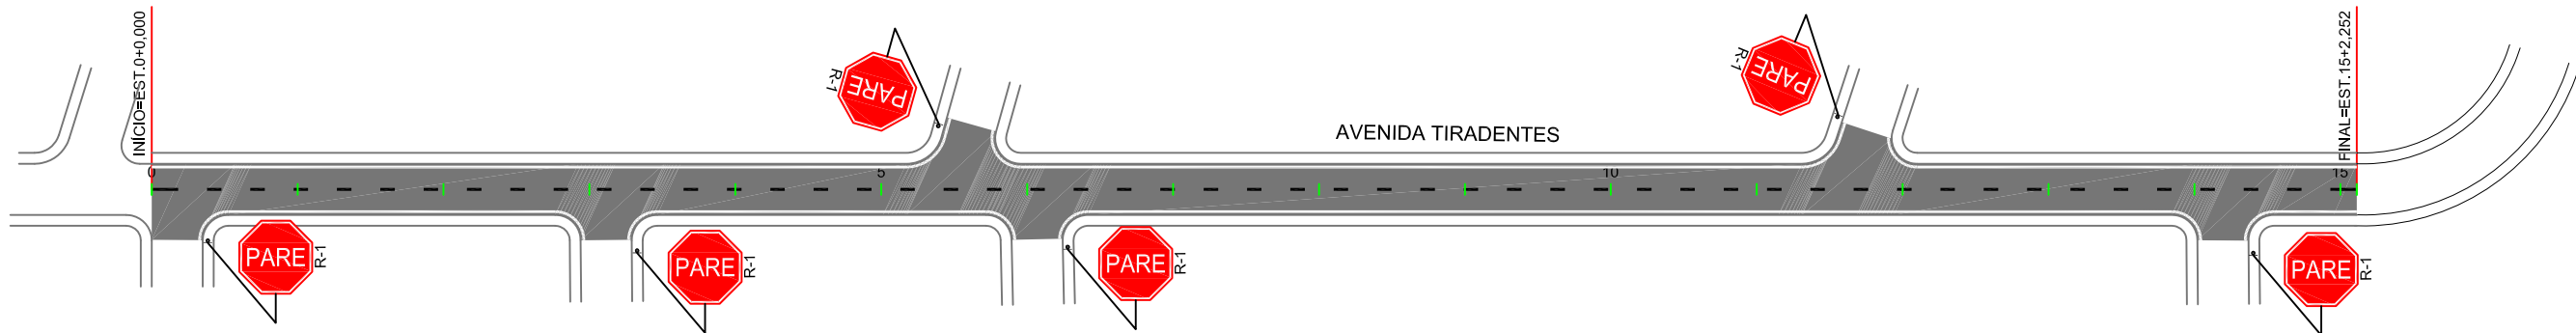 INÍCIO=EST.0+0,000
PARE
R-1
PARE
R-1
AVENIDA TIRADENTES
FINAL=EST.15+2,252
0
5
10
15
PARE
R-1
PARE
R-1
PARE
R-1
PARE
R-1